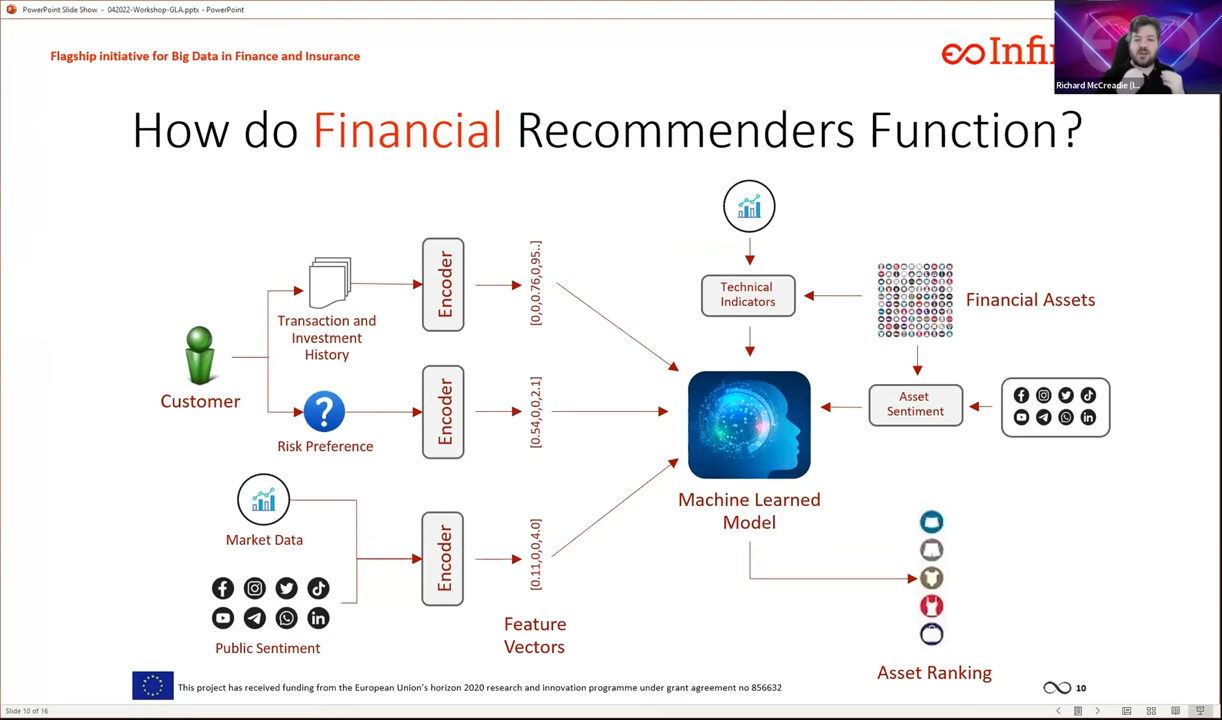 PowerPoint Slide Show - 042022-Workshop-GLA.pptx - PowerPoint
Flagship initiative for Big Data in Finance and Insurance
Infi
Richard McCreadie (L...
How do Financial Recommenders Function?
Transaction and
Investment
History
Customer
Risk Preference
Market Data
Public Sentiment
Encoder
Encoder
Encoder
[0,0,0.76,0,95..]
[0.54,0,0,2.1]
[0.11,0,0,4.0]
Feature
Vectors
Technical
Indicators
Financial Assets
Asset
Sentiment
Machine Learned
Model
Asset Ranking
This project has received funding from the European Union's horizon 2020 research and innovation programme under grant agreement no 856632
10
Slide 10 of 16